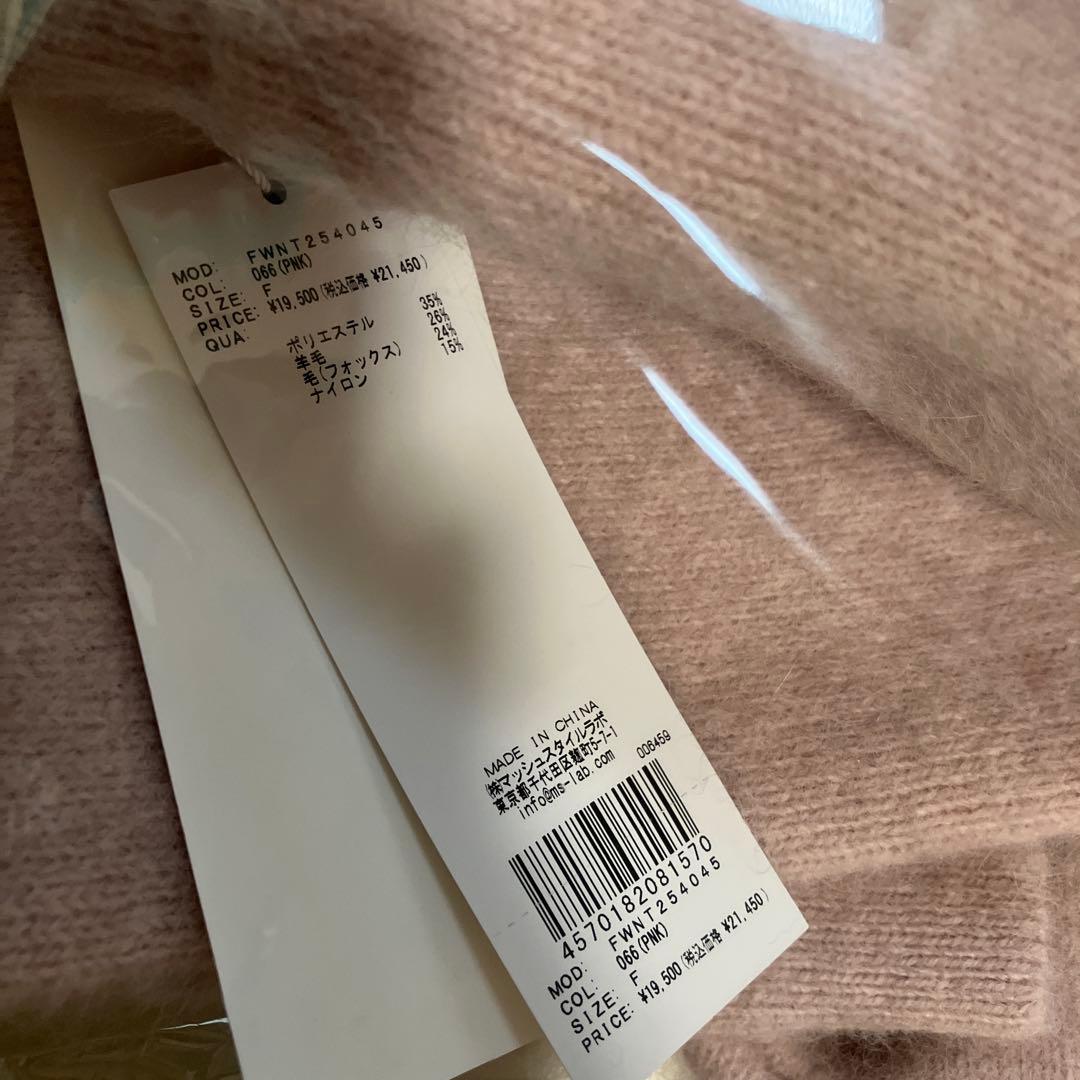 MOD: FWNT254045
COL: 066(PNK)
SIZE: F
PRICE: ¥19,500(税込価格 ¥21,450)
QUA:
ポリエステル 35%
羊毛 26%
毛(フォックス) 24%
ナイロン 15%
MADE IN CHINA
㈱マッシュスタイルラボ
東京都千代田区麹町5-7-1
info@ms-lab.com 006459
4570182081570
MOD: FWNT254045
COL: 066(PNK)
SIZE: F
PRICE: ¥19,500(税込価格 ¥21,450)